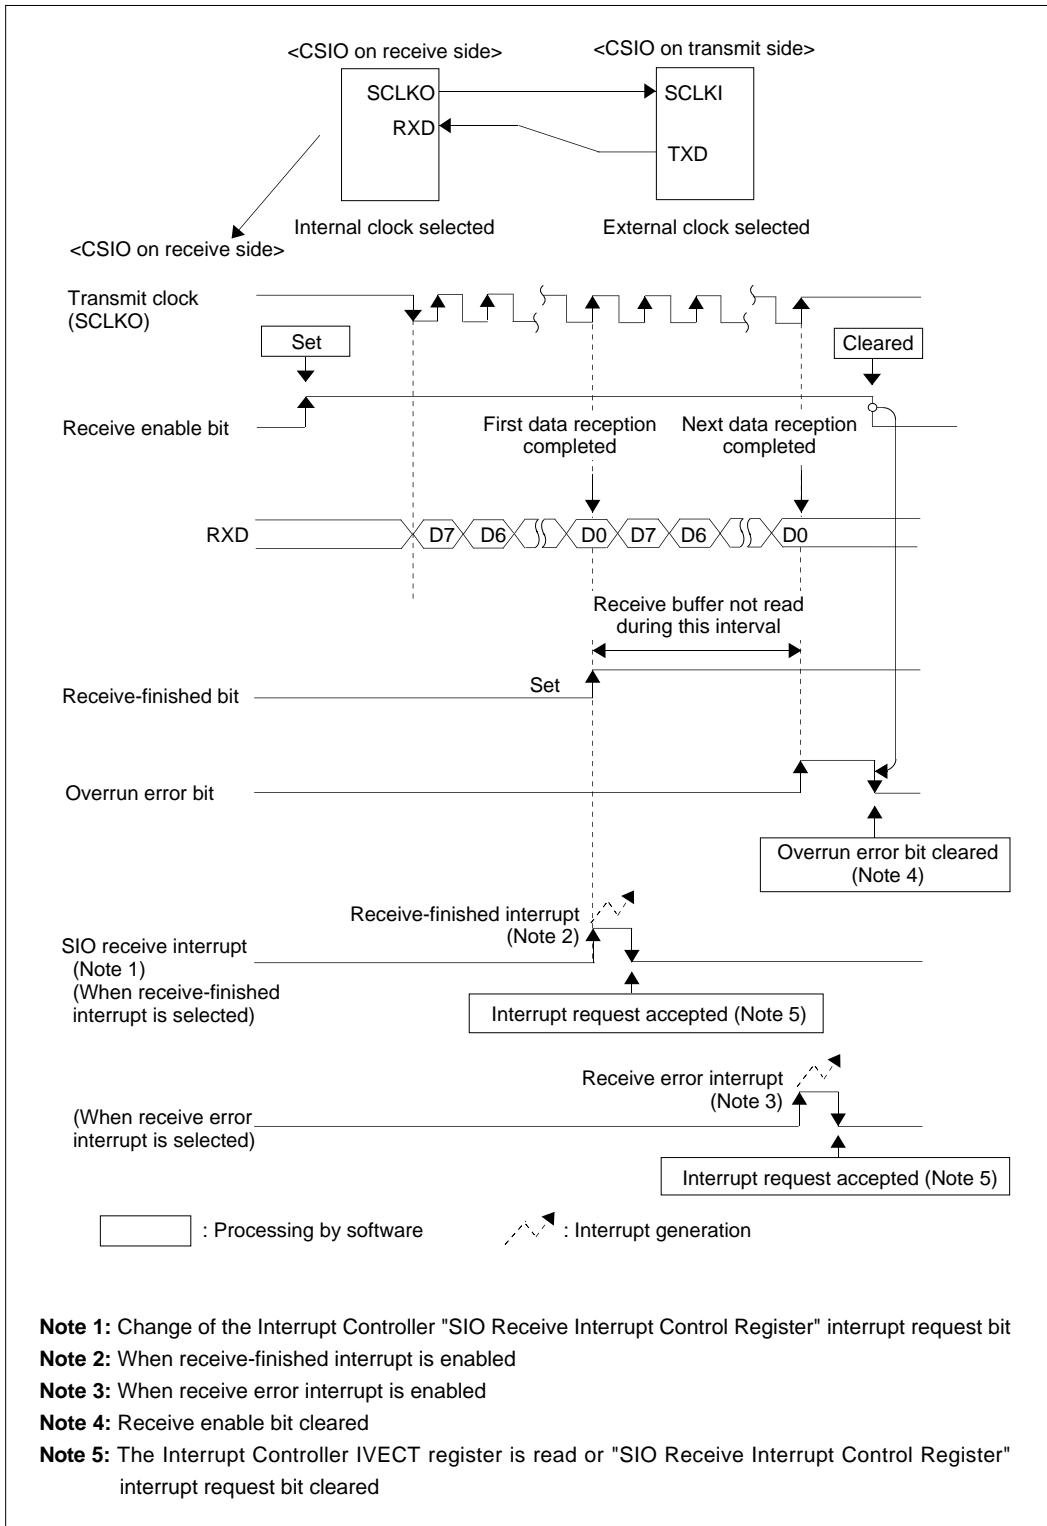 <CSIO on receive side>
<CSIO on transmit side>
SCLKO
SCLKI
RXD
TXD
Internal clock selected
External clock selected
<CSIO on receive side>
Transmit clock
(SCLKO)
Set
Cleared
Receive enable bit
First data reception
completed
Next data reception
completed
RXD
D7
D6
D0
D7
D6
D0
Receive buffer not read
during this interval
Receive-finished bit
Set
Overrun error bit
Overrun error bit cleared
(Note 4)
Receive-finished interrupt
(Note 2)
SIO receive interrupt
(Note 1)
(When receive-finished
interrupt is selected)
Interrupt request accepted (Note 5)
Receive error interrupt
(Note 3)
(When receive error
interrupt is selected)
Interrupt request accepted (Note 5)
: Processing by software
: Interrupt generation
Note 1: Change of the Interrupt Controller "SIO Receive Interrupt Control Register" interrupt request bit
Note 2: When receive-finished interrupt is enabled
Note 3: When receive error interrupt is enabled
Note 4: Receive enable bit cleared
Note 5: The Interrupt Controller IVECT register is read or "SIO Receive Interrupt Control Register"
interrupt request bit cleared